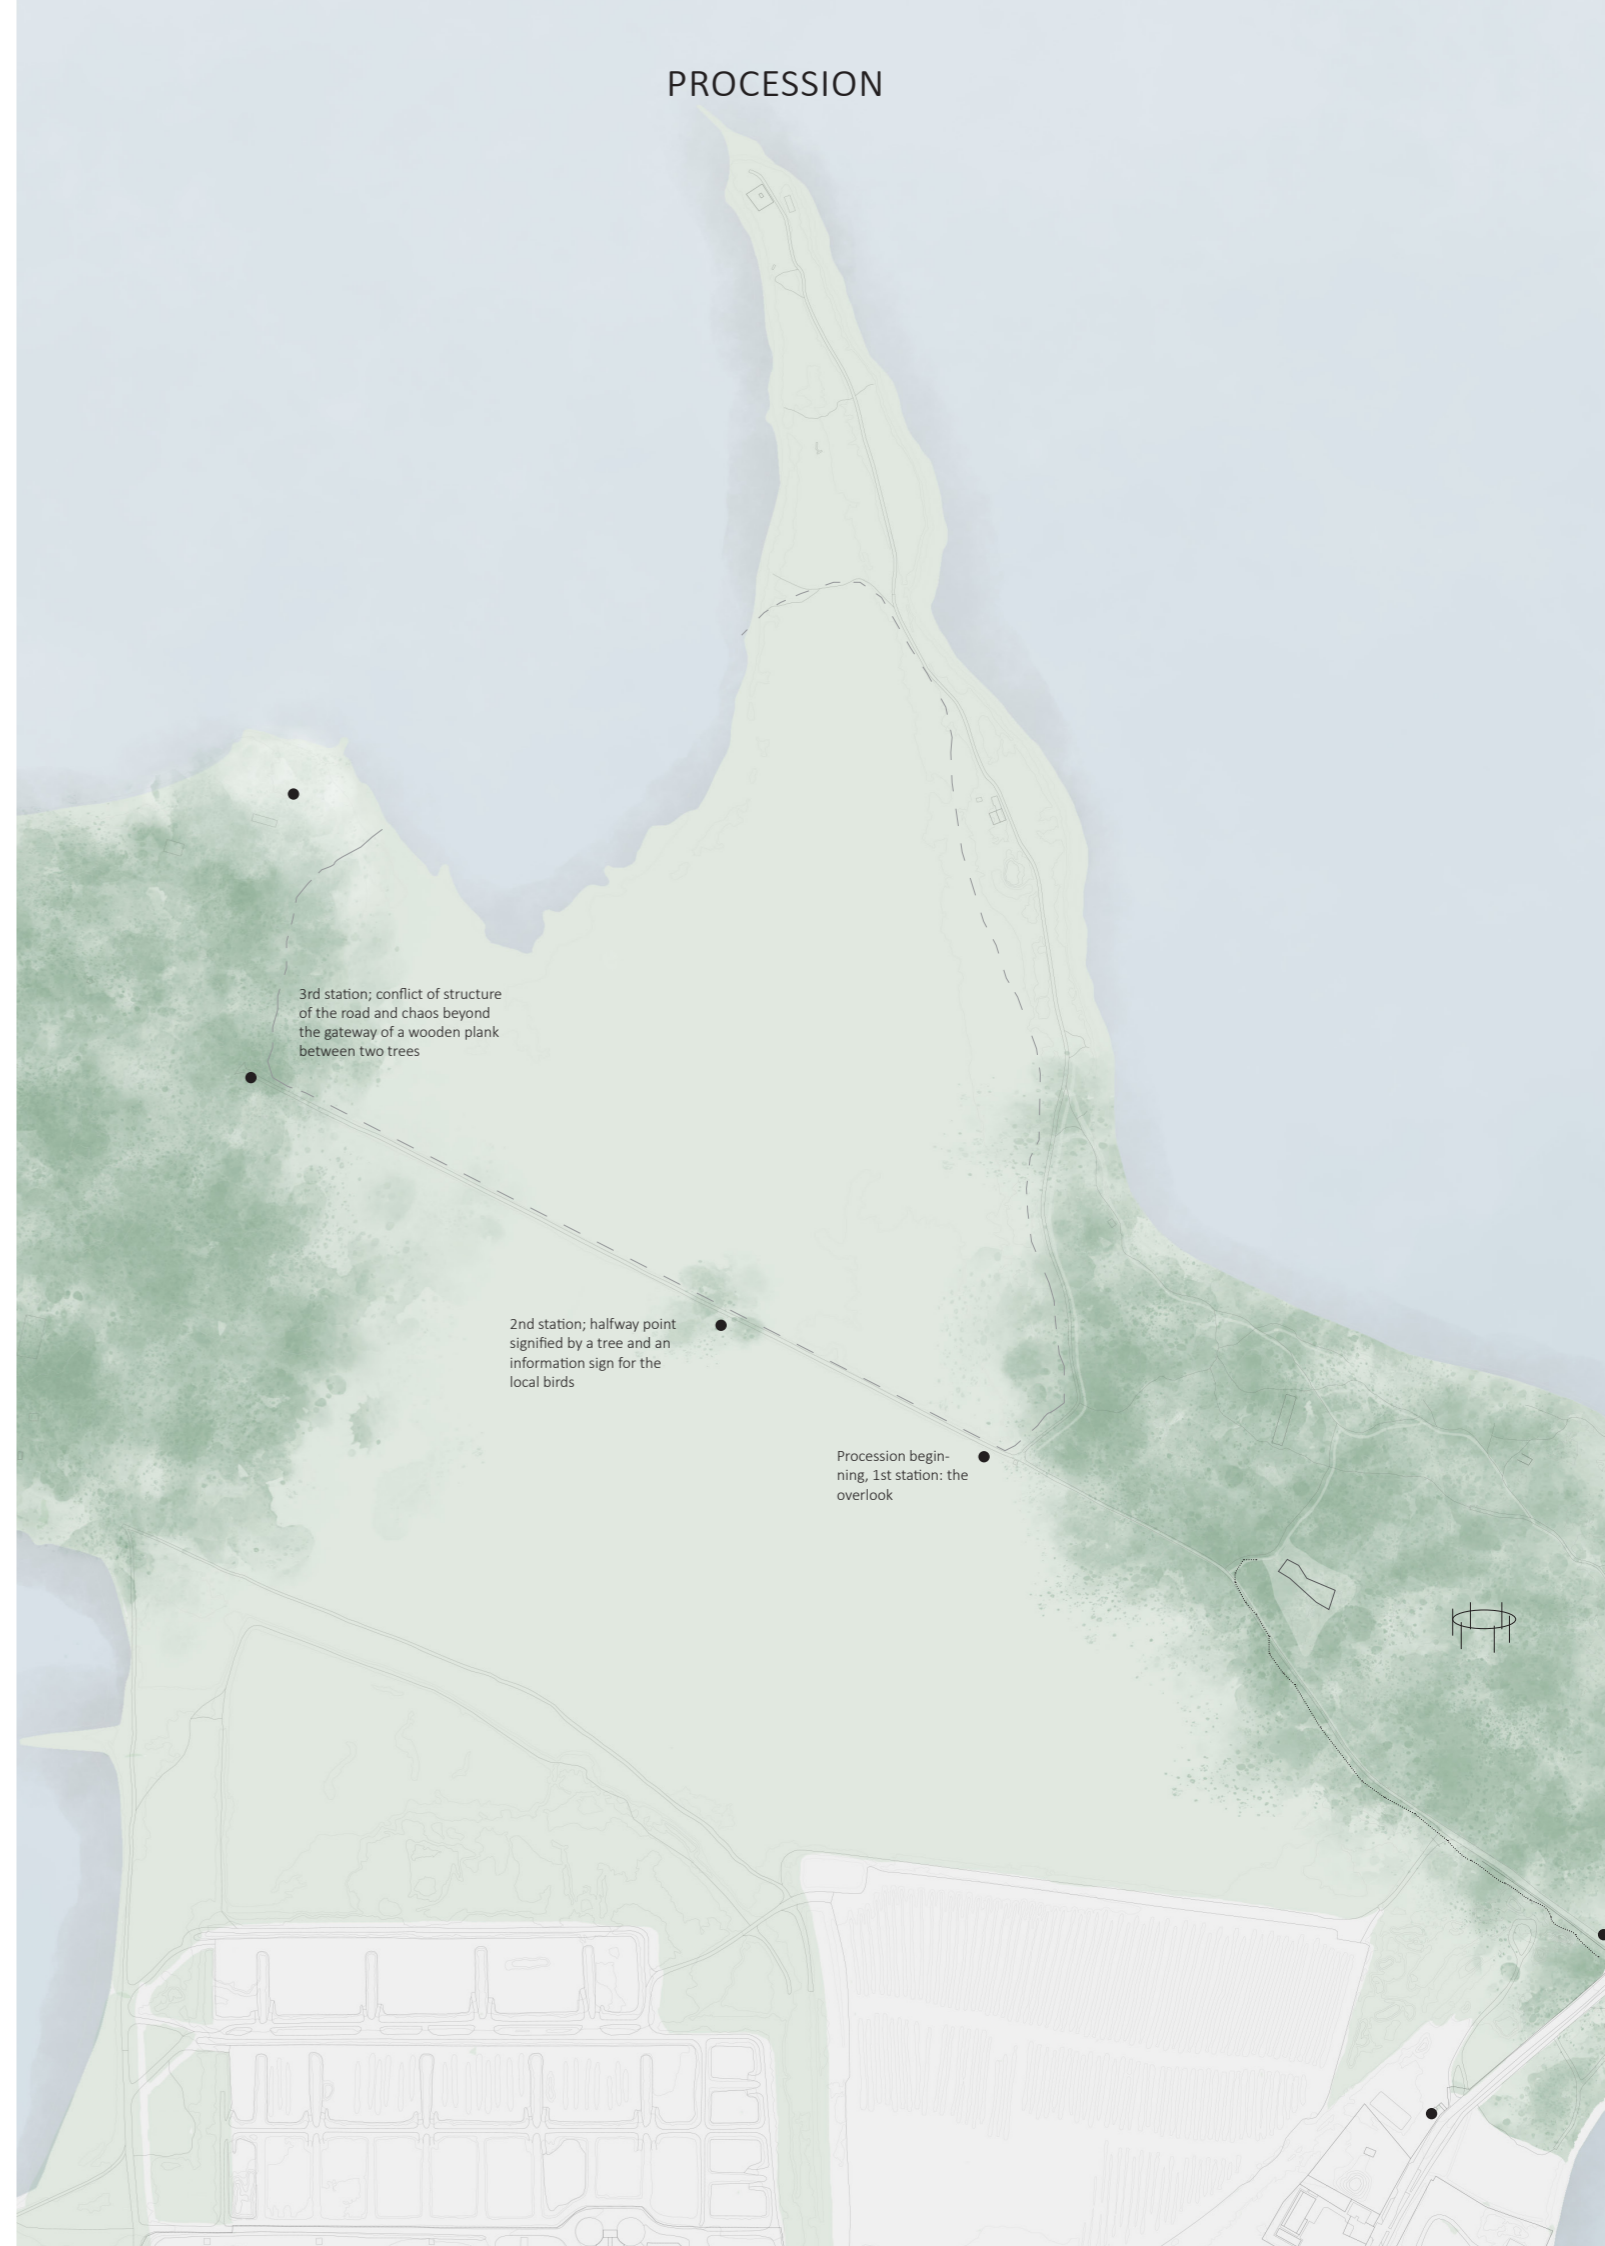 PROCESSION
3rd station; conflict of structure
of the road and chaos beyond
the gateway of a wooden plank
between two trees
2nd station; halfway point
signified by a tree and an
information sign for the
local birds
Procession begin-
ning, 1st station: the
overlook